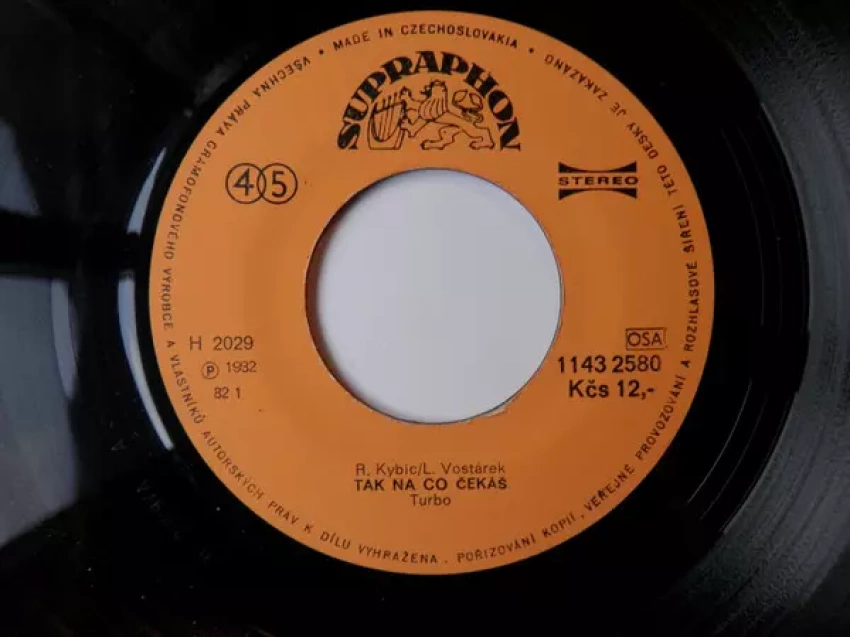 VŠECHNA PRÁVA GRAMOFONOVÉHO VÝROBCE A VLASTNÍKŮ AUTORSKÝCH PRÁV K DÍLU VYHRAŽENA. POŘIZOVÁNÍ KOPIÍ, VEŘEJNÉ PROVOZOVÁNÍ A ROZHLASOVÉ ŠÍŘENÍ TÉTO DESKY JE ZAKÁZÁNO
• MADE IN CZECHOSLOVAKIA •
SUPRAPHON
45
STEREO
H 2029
OSA
℗ 1982
1143 2580
82 1
Kčs 12,-
R. Kybic/L. Vostárek
TAK NA CO ČEKÁŠ
Turbo